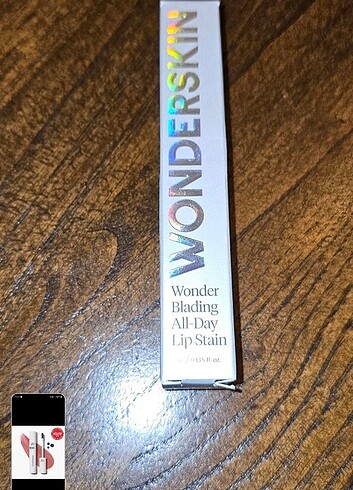 WONDERSKIN
Wonder
Blading
All-Day
Lip Stain